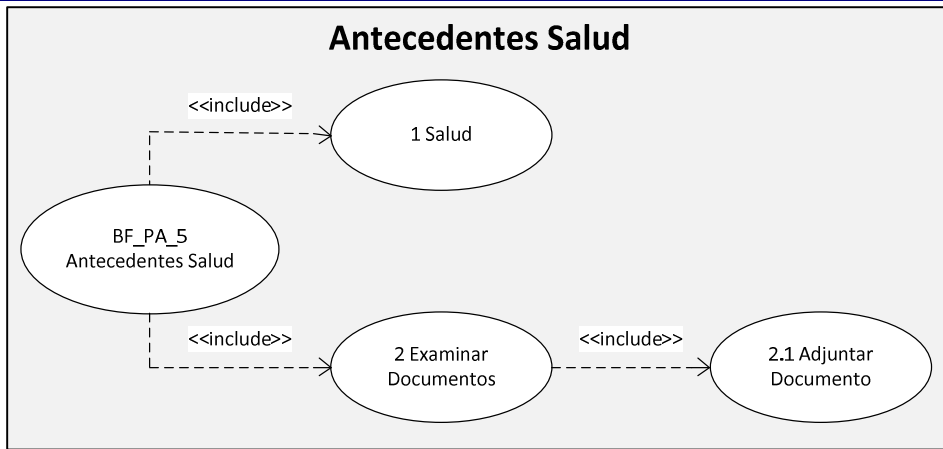 Antecedentes Salud
<<include>>
1 Salud
BF_PA_5
Antecedentes Salud
<<include>>
2 Examinar
Documentos
<<include>>
2.1 Adjuntar
Documento